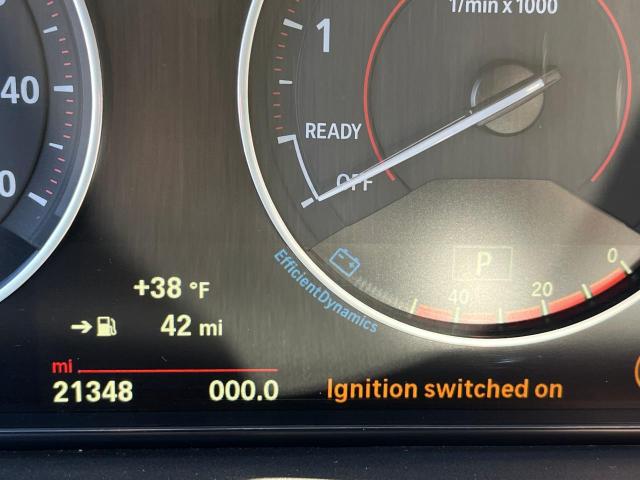 1/min x 1000
1
40
READY
0
OFF
P
0
20
40
EfficientDynamics
+38 °F
42 mi
mi
21348 000.0
Ignition switched on